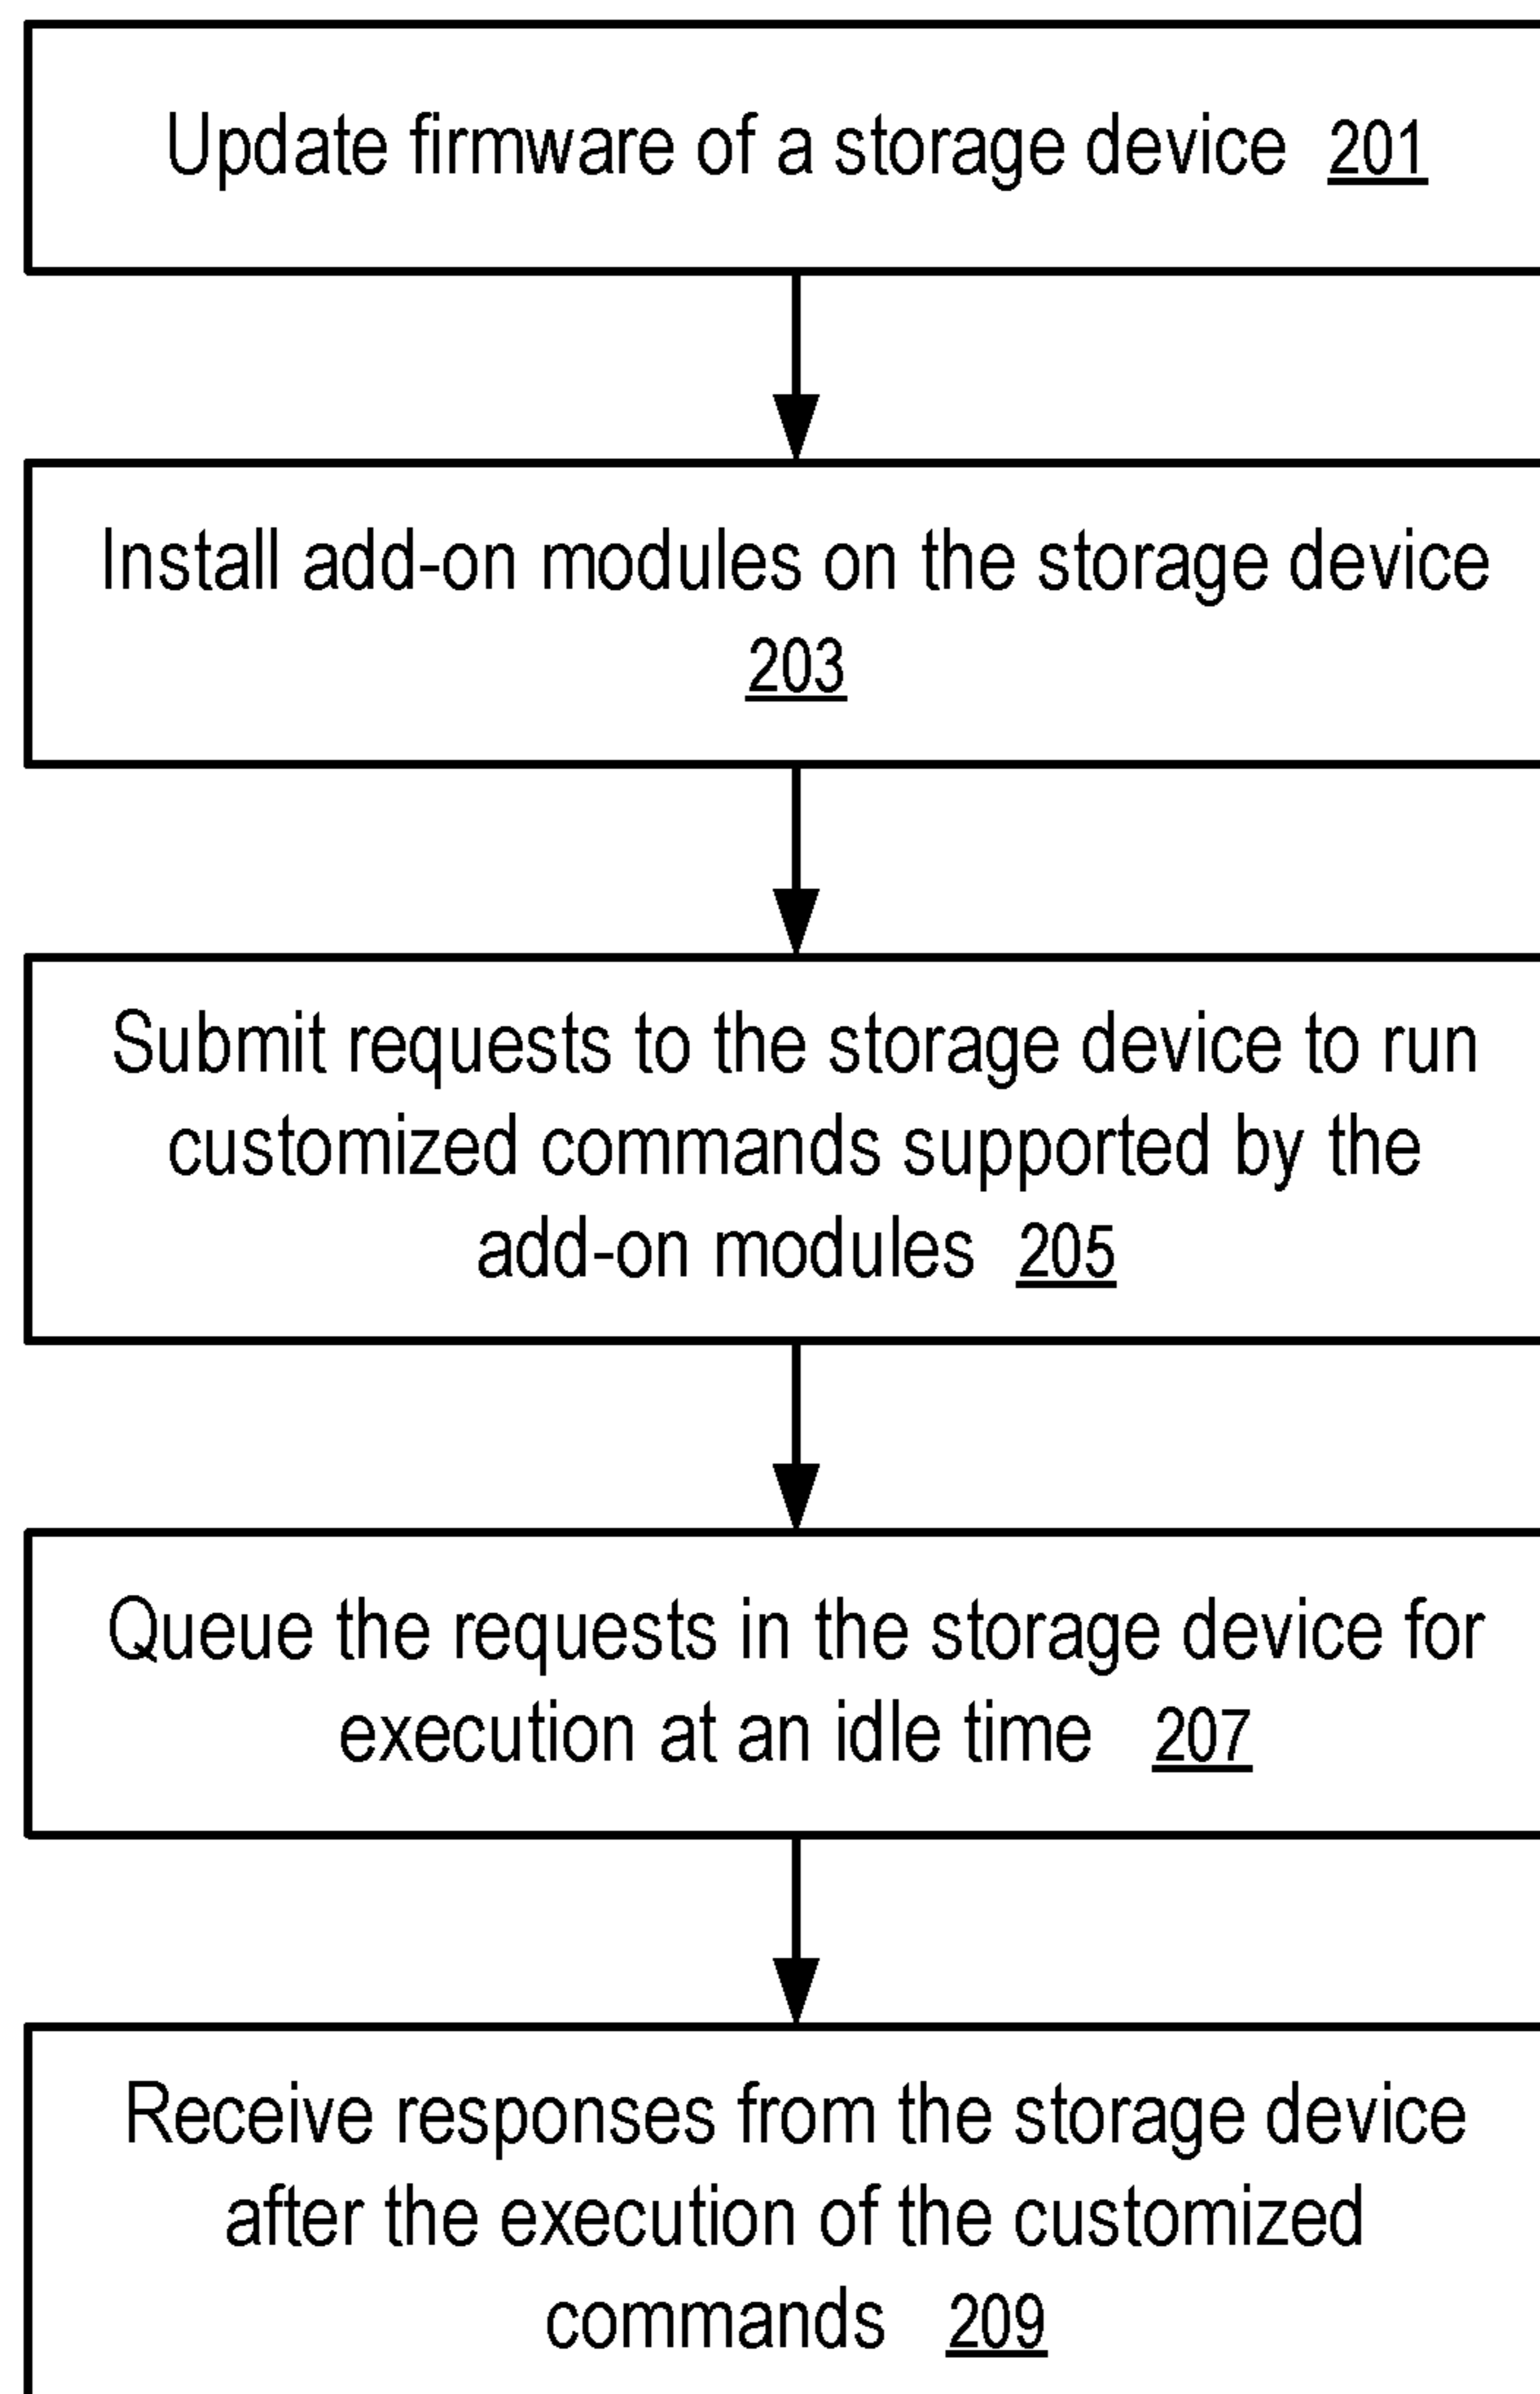 Update firmware of a storage device 201
Install add-on modules on the storage device
203
Submit requests to the storage device to run
customized commands supported by the
add-on modules 205
Queue the requests in the storage device for
execution at an idle time 207
Receive responses from the storage device
after the execution of the customized
commands 209